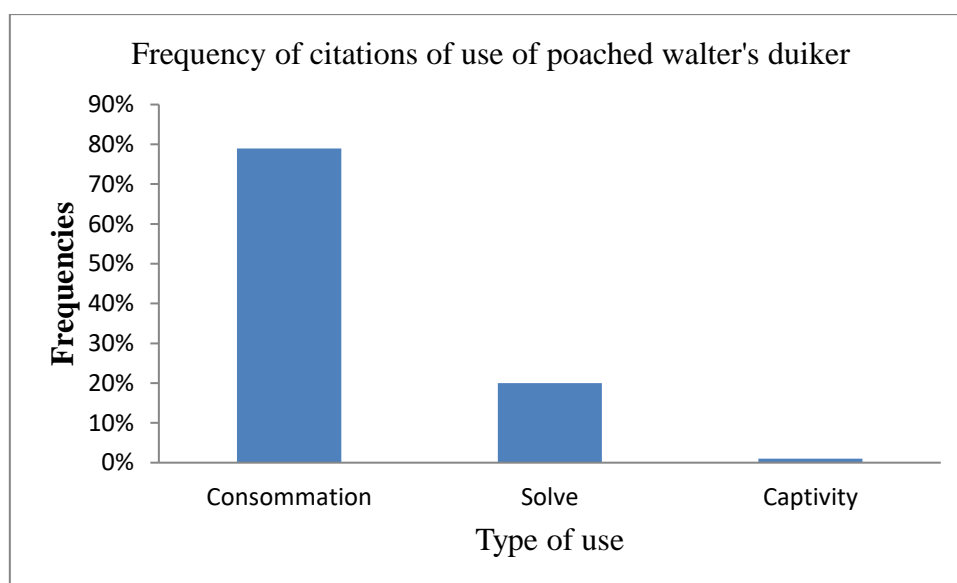 Frequency of citations of use of poached walter's duiker
90%
80%
70%
60%
50%
40%
30%
20%
10%
0%
Frequencies
Consommation Solve Captivity
Type of use